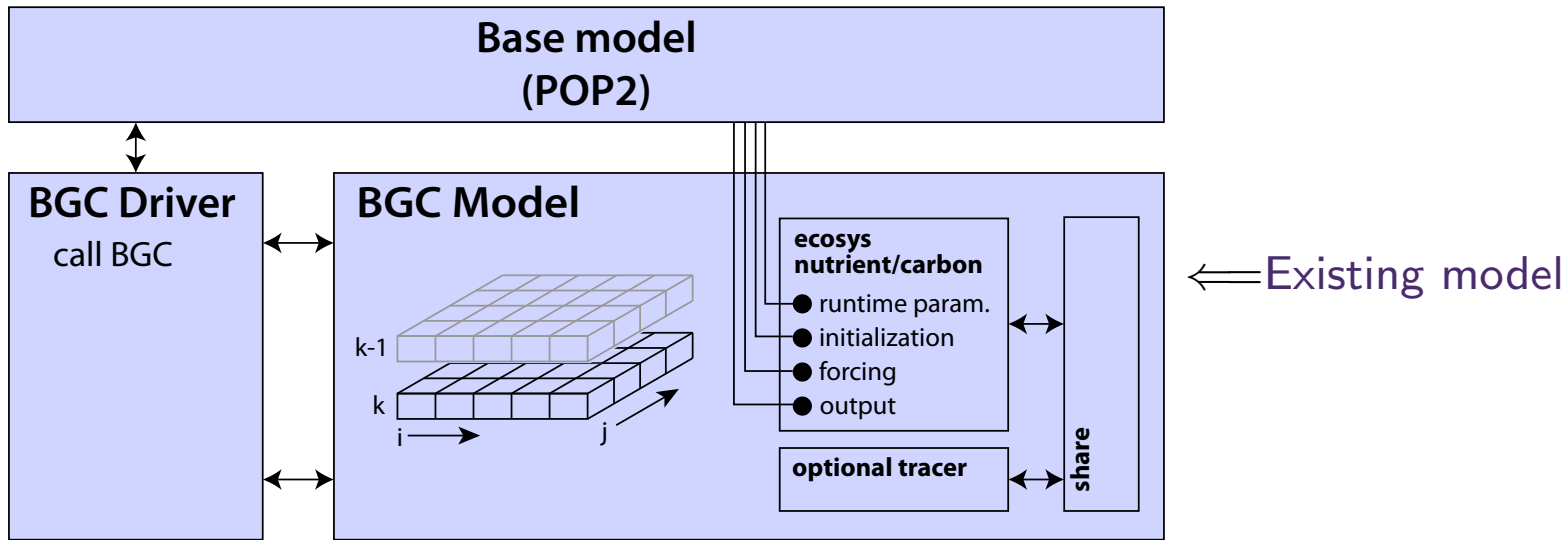 Base model
(POP2)
BGC Driver
call BGC
BGC Model
k-1
k
i
j
ecosys
nutrient/carbon
runtime param.
initialization
forcing
output
optional tracer
share
⟸Existing model